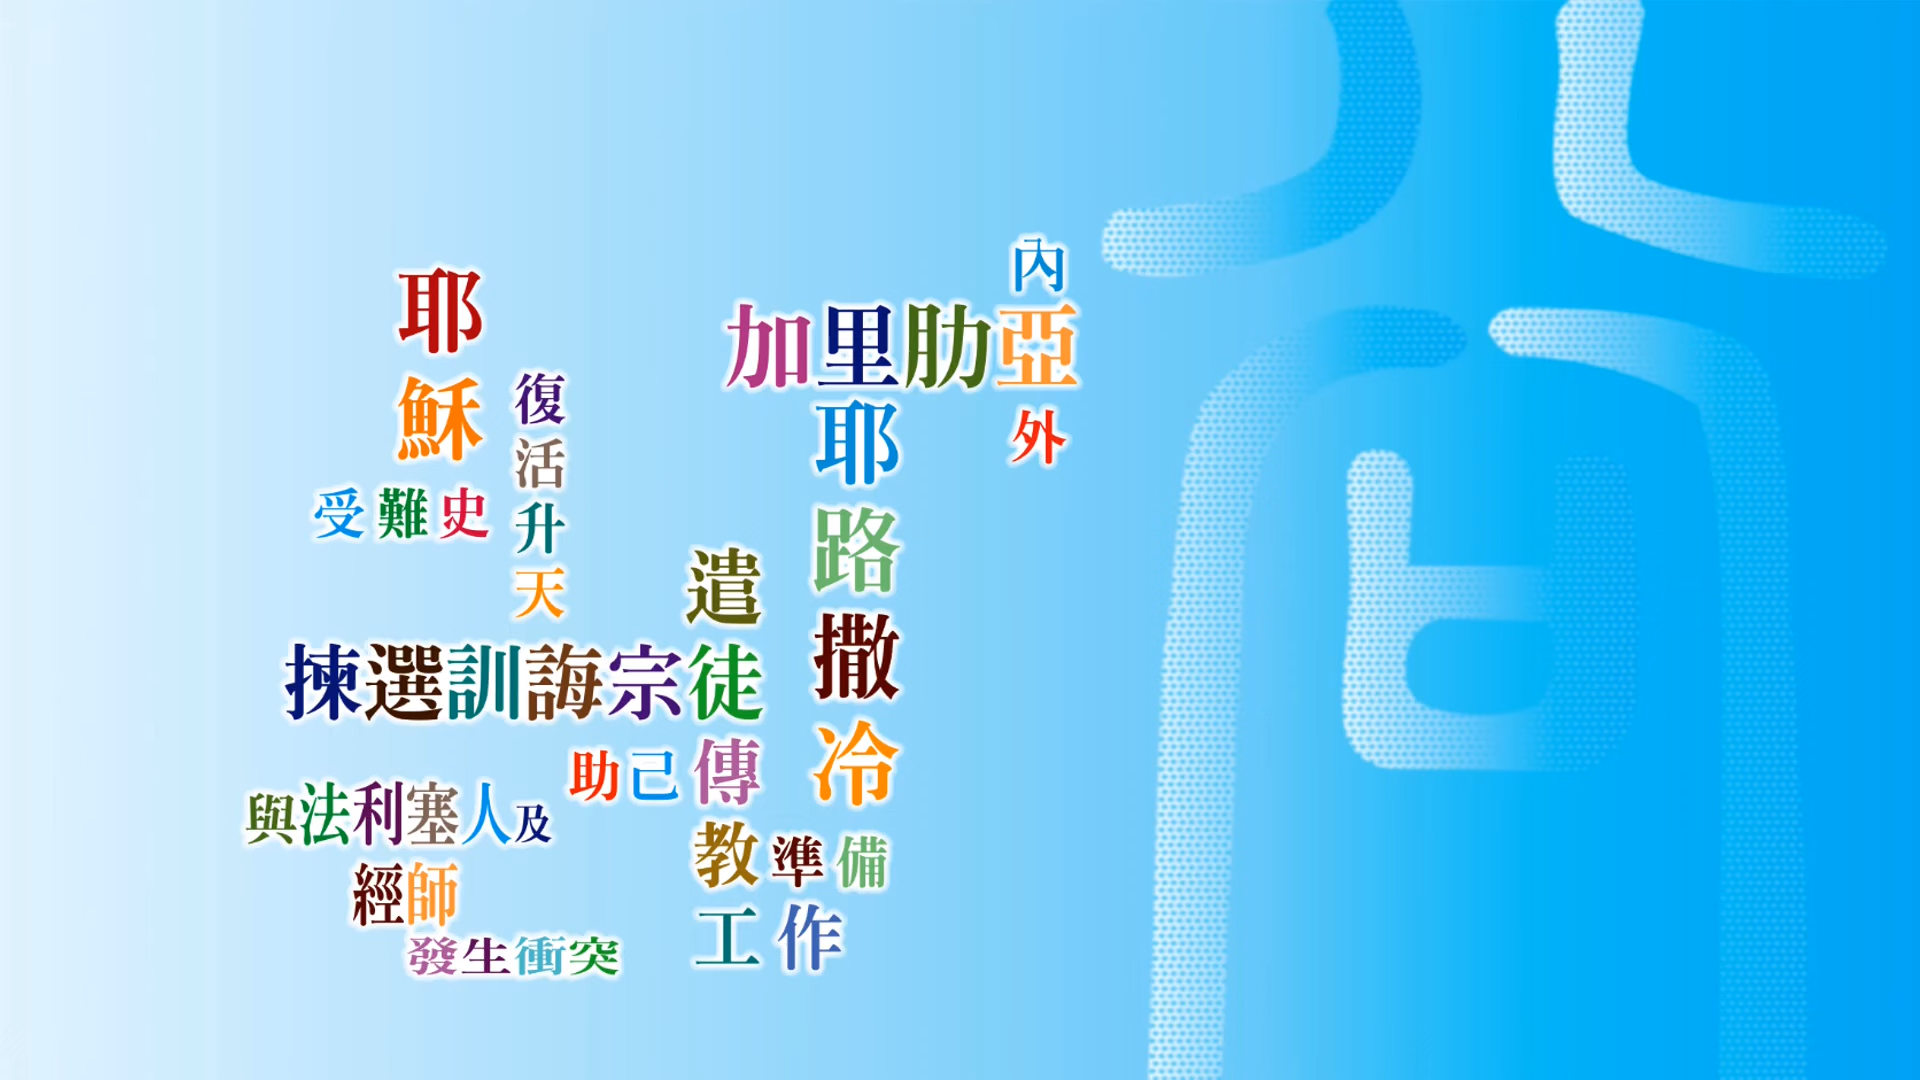 耶穌
受難史
復活升天
內
加里肋亞
外
耶路撒冷
遣
揀選訓誨宗徒
助己傳
教準備
工作
與法利塞人及
經師
發生衝突